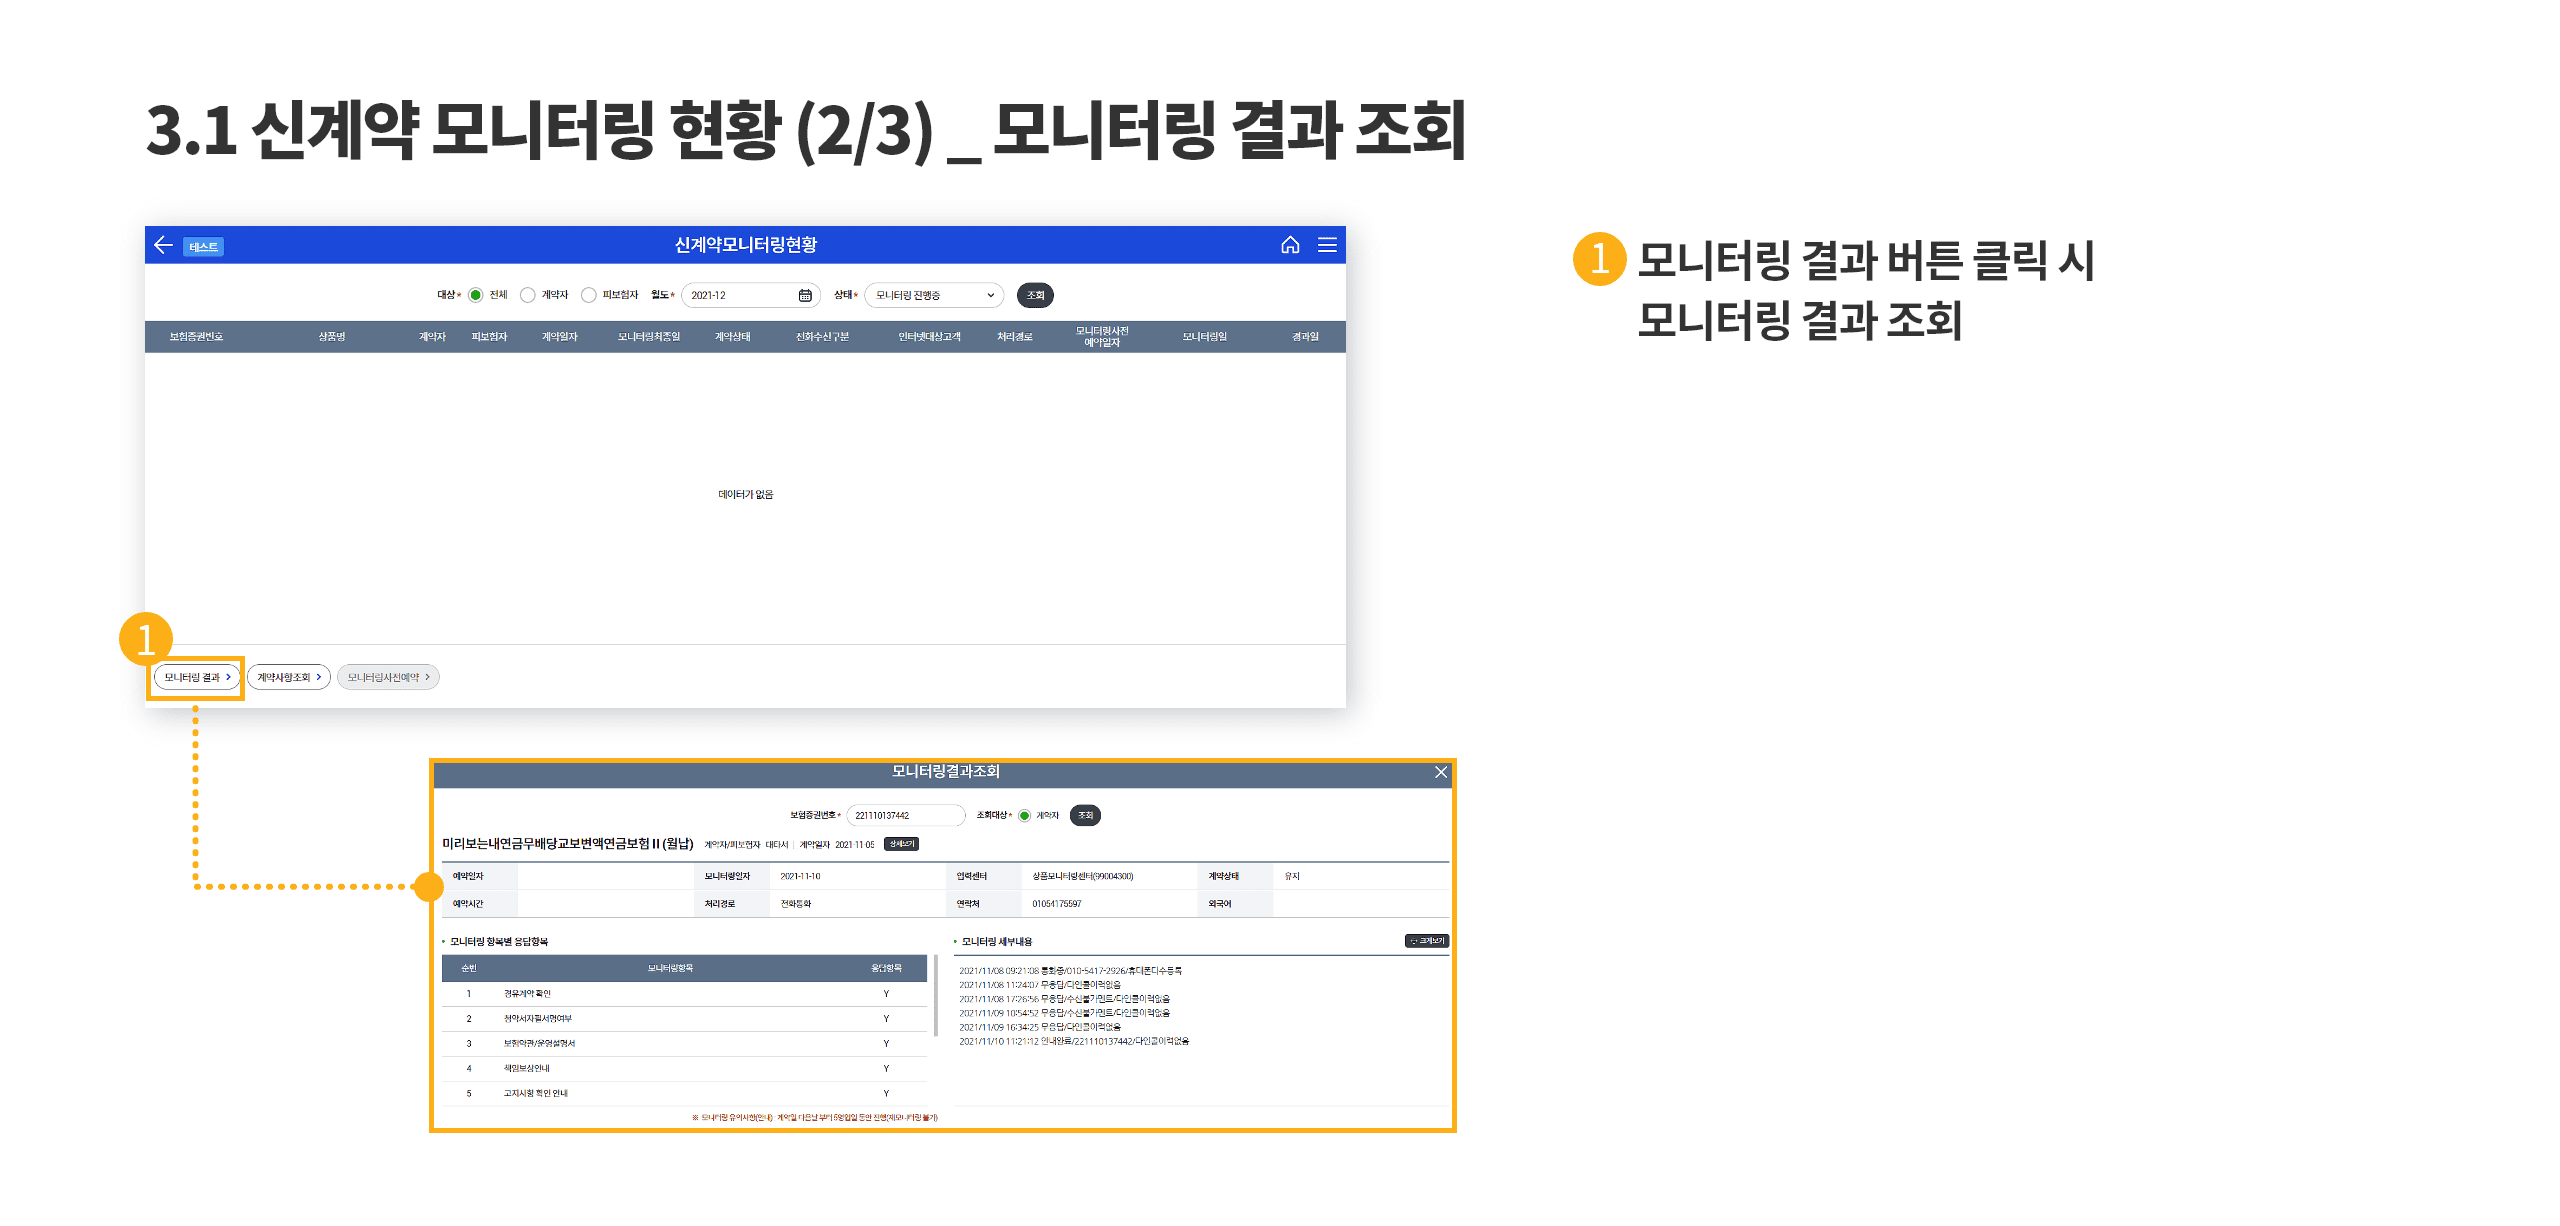 3.1 신계약 모니터링 현황 (2/3) _ 모니터링 결과 조회
테스트
신계약모니터링현황
대상* 전체 계약자 피보험자 월도* 2021-12 상태* 모니터링 진행중 조회
보험증권번호 상품명 계약자 피보험자 계약일자 모니터링최종일 계약상태 전화수신구분 인터넷대상고객 처리경로 모니터링사전 예약일자 모니터링일 경과일
데이터가 없음
1
모니터링 결과 계약사항조회 모니터링사전예약
1 모니터링 결과 버튼 클릭 시
모니터링 결과 조회
모니터링결과조회
보험증권번호* 221110137442 조회대상* 계약자 조회
미리보는내연금무배당교보변액연금보험 II (월납) 계약자/피보험자 대타서 계약일자 2021-11-05 상세보기
예약일자 모니터링일자 2021-11-10 입력센터 상품모니터링센터(99004300) 계약상태 유지
예약시간 처리경로 전화통화 연락처 01054175597 외국어
• 모니터링 항목별 응답항목
순번 모니터링항목 응답항목
1 경유계약 확인 Y
2 청약서자필서명여부 Y
3 보험약관/운영설명서 Y
4 책임보상안내 Y
5 고지사항 확인 안내 Y
※ 모니터링 유의사항(안내) : 계약일 다음날 부터 5영업일 동안 진행(재모니터링 불가)
• 모니터링 세부내용
크게보기
2021/11/08 09:21:08 통화중/010-5417-2926/휴대폰다수등록
2021/11/08 11:24:07 무응답/타인콜이력없음
2021/11/08 17:26:56 무응답/수신불가멘트/타인콜이력없음
2021/11/09 10:54:52 무응답/수신불가멘트/타인콜이력없음
2021/11/09 16:34:25 무응답/타인콜이력없음
2021/11/10 11:21:12 안내완료/221110137442/타인콜이력없음